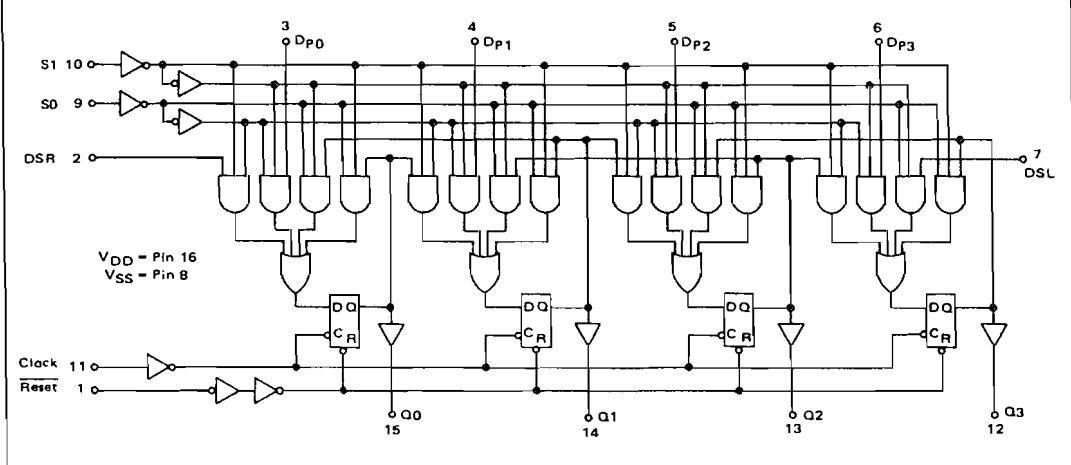 3 DP0
4 DP1
5 DP2
6 DP3
S1 10
S0 9
DSR 2
7
DSL
VDD = Pin 16
VSS = Pin 8
D Q
C R
D Q
C R
D Q
C R
D Q
C R
Clock 11
Reset 1
Q0
15
Q1
14
Q2
13
Q3
12